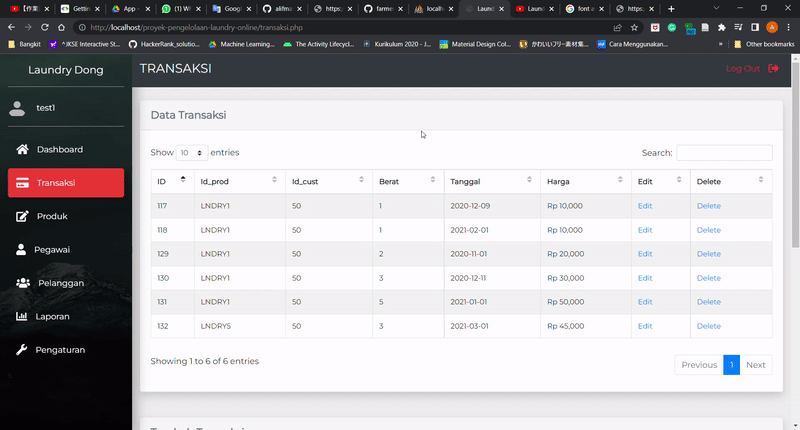 【作業
Gettin
App -
(1) Wh
Googl
ailfma
https:
farme
localh
Laund
Laund
font a
https:
http://localhost/proyek-pengelolaan-laundry-online/transaksi.php
Bangkit
^.^KSE Interactive St...
HackerRank_solutio...
Machine Learning...
The Activity Lifecycl...
Kurikulum 2020 - J...
Material Design Col...
かわいいフリー素材集...
Cara Menggunakan...
»
Other bookmarks
Laundry Dong
TRANSAKSI
Log Out
test1
Dashboard
Transaksi
Produk
Pegawai
Pelanggan
Laporan
Pengaturan
Data Transaksi
Show 10 entries
Search:
ID Id_prod Id_cust Berat Tanggal Harga Edit Delete
117 LNDRY1 50 1 2020-12-09 Rp 10,000 Edit Delete
118 LNDRY1 50 1 2021-02-01 Rp 10,000 Edit Delete
129 LNDRY1 50 2 2020-11-01 Rp 20,000 Edit Delete
130 LNDRY1 50 3 2020-12-11 Rp 30,000 Edit Delete
131 LNDRY1 50 5 2021-01-01 Rp 50,000 Edit Delete
132 LNDRY5 50 3 2021-03-01 Rp 45,000 Edit Delete
Showing 1 to 6 of 6 entries
Previous 1 Next